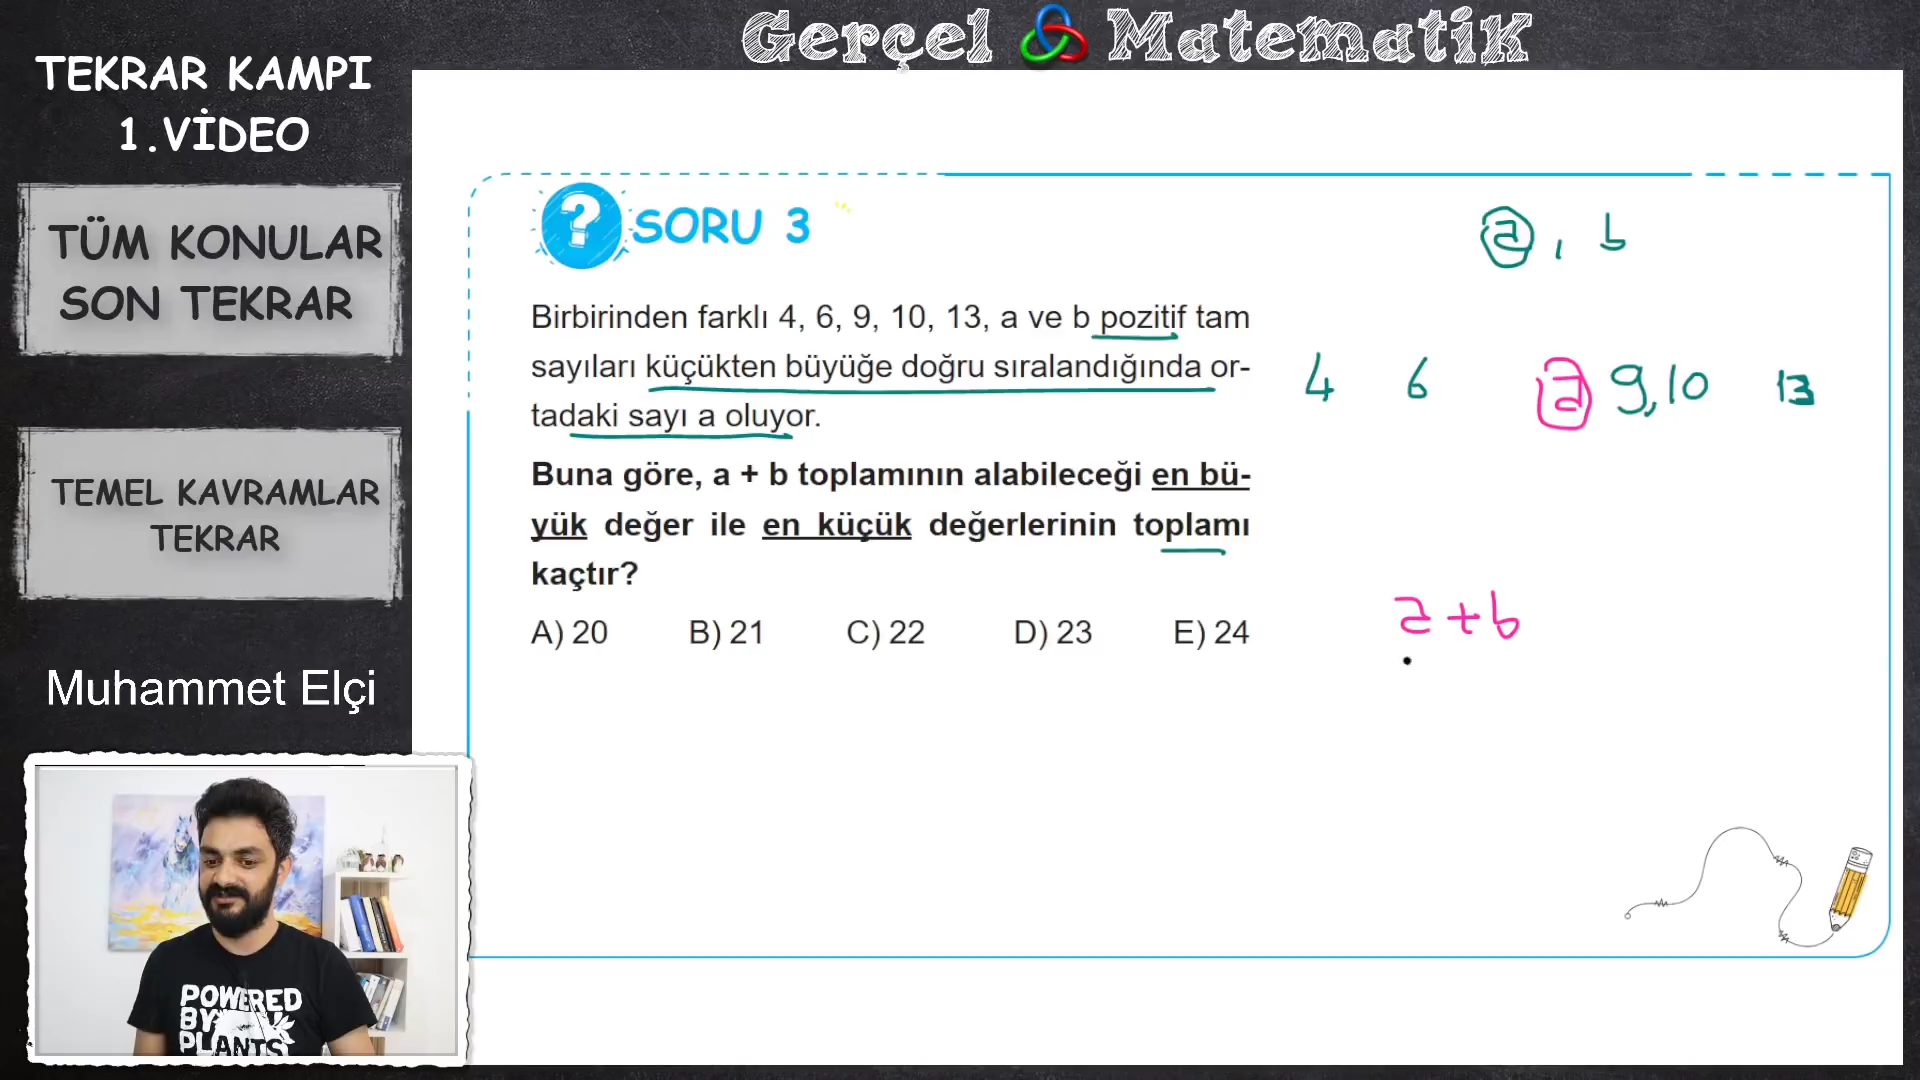 Gerçel Matematik
TEKRAR KAMPI
1.VİDEO
TÜM KONULAR
SON TEKRAR
TEMEL KAVRAMLAR
TEKRAR
Muhammet Elçi
? SORU 3
a, b
Birbirinden farklı 4, 6, 9, 10, 13, a ve b pozitif tam
sayıları küçükten büyüğe doğru sıralandığında or-
tadaki sayı a oluyor.
4 6 a 9,10 13
Buna göre, a + b toplamının alabileceği en bü-
yük değer ile en küçük değerlerinin toplamı
kaçtır?
A) 20 B) 21 C) 22 D) 23 E) 24
a + b
POWERED
BY
PLANTS